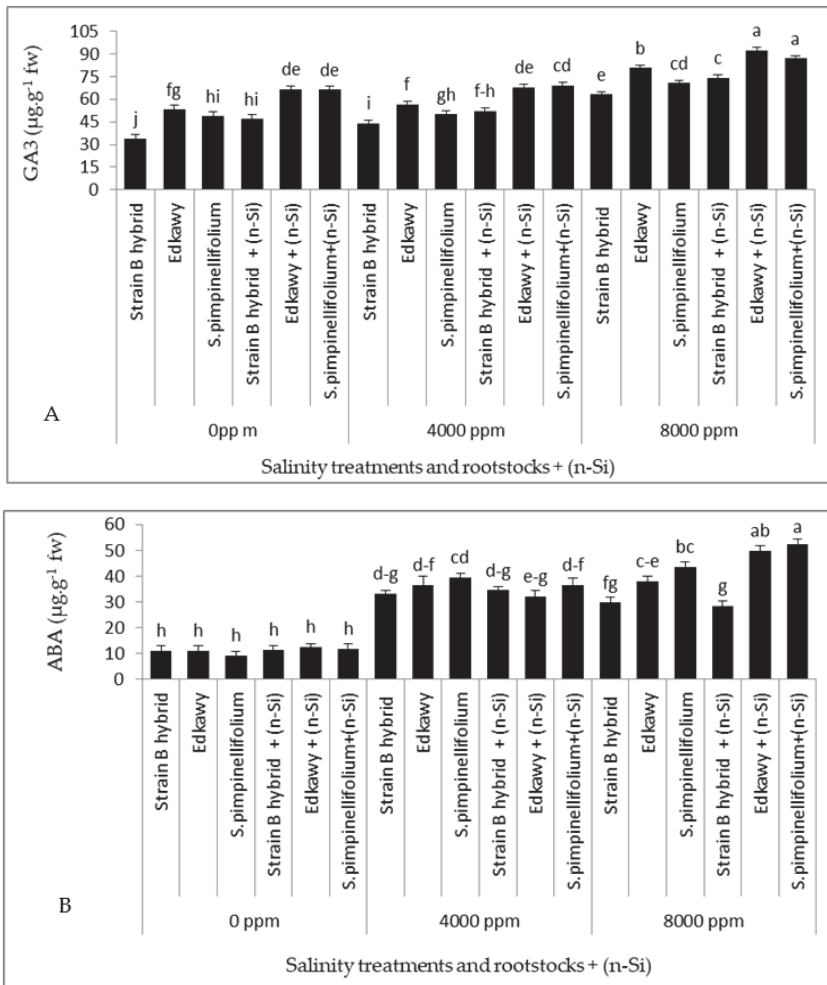 105
90
75
60
45
30
15
0
GA3 (µg.g-1 fw)
j
fg
hi
hi
de
de
i
f
gh
f-h
de
cd
e
b
cd
c
a
a
Strain B hybrid
Edkawy
S.pimpinellifolium
Strain B hybrid + (n-Si)
Edkawy + (n-Si)
S.pimpinellifolium+(n-Si)
Strain B hybrid
Edkawy
S.pimpinellifolium
Strain B hybrid + (n-Si)
Edkawy + (n-Si)
S.pimpinellifolium+(n-Si)
Strain B hybrid
Edkawy
S.pimpinellifolium
Strain B hybrid + (n-Si)
Edkawy + (n-Si)
S.pimpinellifolium+(n-Si)
A
0pp m 4000 ppm 8000 ppm
Salinity treatments and rootstocks + (n-Si)
60
50
40
30
20
10
0
ABA (µg.g-1 fw)
h
h
h
h
h
h
d-g
d-f
cd
d-g
e-g
d-f
fg
c-e
bc
g
ab
a
Strain B hybrid
Edkawy
S.pimpinellifolium
Strain B hybrid + (n-Si)
Edkawy + (n-Si)
S.pimpinellifolium+(n-Si)
Strain B hybrid
Edkawy
S.pimpinellifolium
Strain B hybrid + (n-Si)
Edkawy + (n-Si)
S.pimpinellifolium+(n-Si)
Strain B hybrid
Edkawy
S.pimpinellifolium
Strain B hybrid + (n-Si)
Edkawy + (n-Si)
S.pimpinellifolium+(n-Si)
B
0 ppm 4000 ppm 8000 ppm
Salinity treatments and rootstocks + (n-Si)